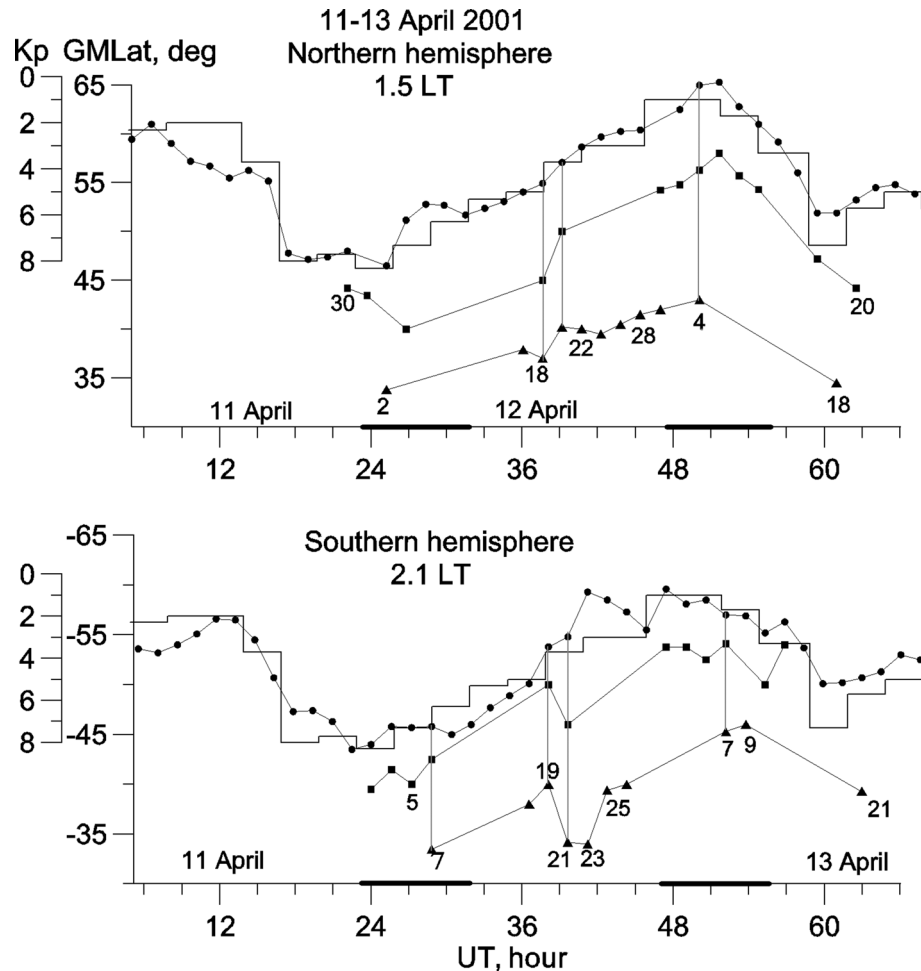 11-13 April 2001
Kp GMLat, deg Northern hemisphere
1.5 LT
0
2
4
6
8
65
55
45
35
30
2
18
22
28
4
20
18
11 April
12 April
12 24 36 48 60
-65
-55
-45
-35
Southern hemisphere
2.1 LT
0
2
4
6
8
5
7
19
21
23
25
7
9
21
11 April
13 April
12 24 36 48 60
UT, hour